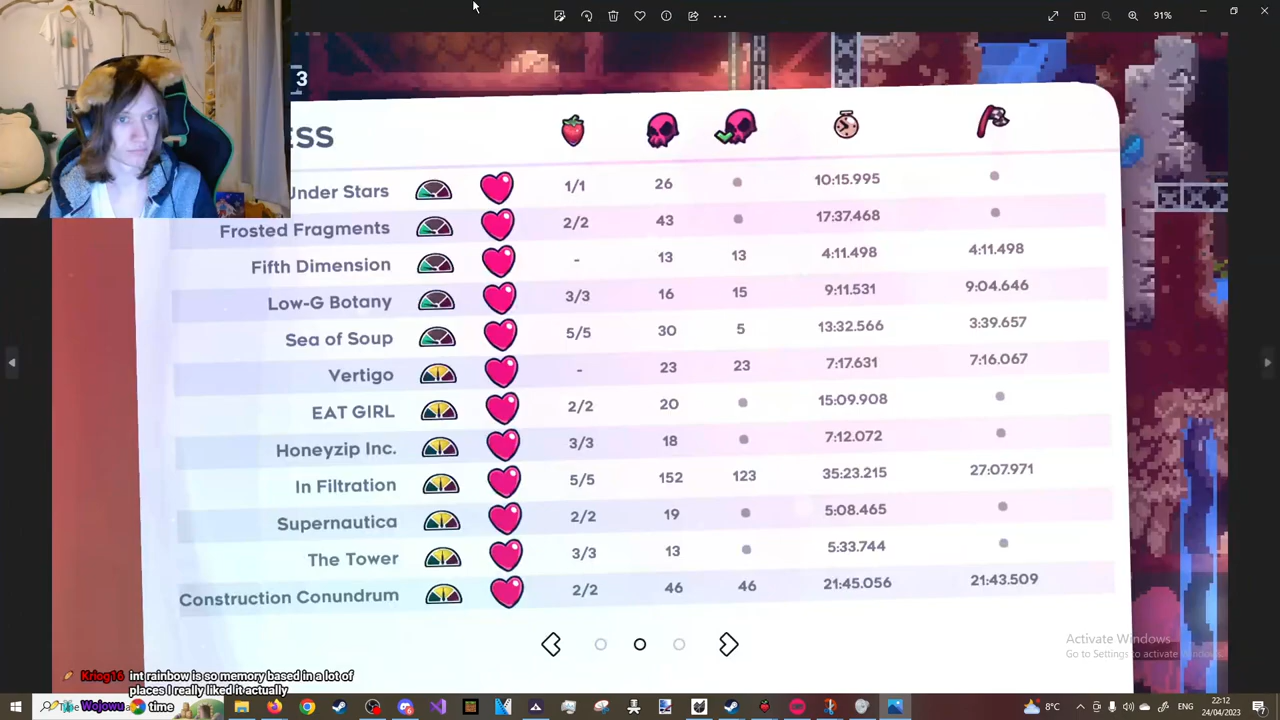 91%
3
ESS
Under Stars 1/1 26 10:15.995
Frosted Fragments 2/2 43 17:37.468
Fifth Dimension - 13 13 4:11.498 4:11.498
Low-G Botany 3/3 16 15 9:11.531 9:04.646
Sea of Soup 5/5 30 5 13:32.566 3:39.657
Vertigo - 23 23 7:17.631 7:16.067
EAT GIRL 2/2 20 15:09.908
Honeyzip Inc. 3/3 18 7:12.072
In Filtration 5/5 152 123 35:23.215 27:07.971
Supernautica 2/2 19 5:08.465
The Tower 3/3 13 5:33.744
Construction Conundrum 2/2 46 46 21:45.056 21:43.509
Activate Windows
Go to Settings to activate Windows.
Kriog16 int rainbow is so memory based in a lot of
places I really liked it actually
Wojowu time
8°C
ENG
22:12
24/04/2023